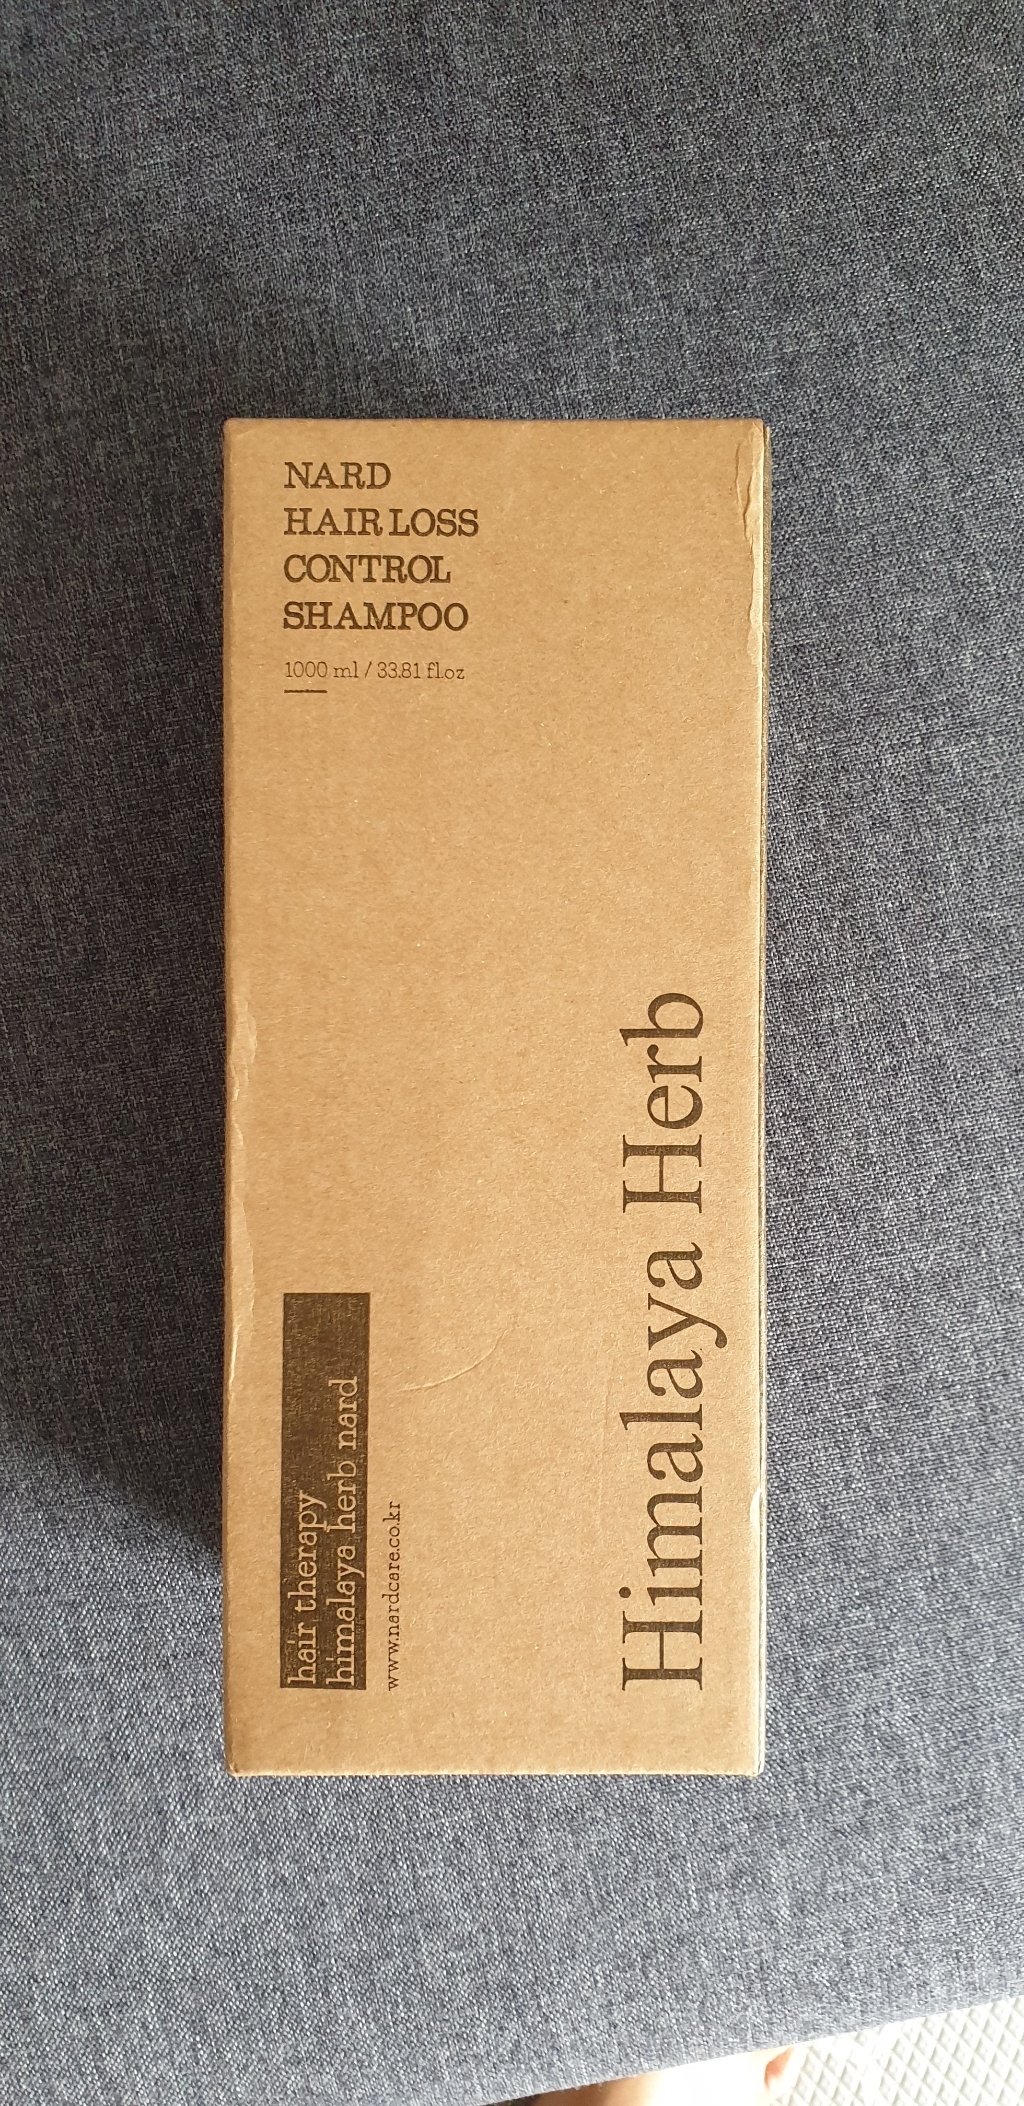 NARD
HAIR LOSS
CONTROL
SHAMPOO
1000 ml / 33.81 fl.oz
hair therapy
himalaya herb nard
www.nardcare.co.kr
Himalaya Herb